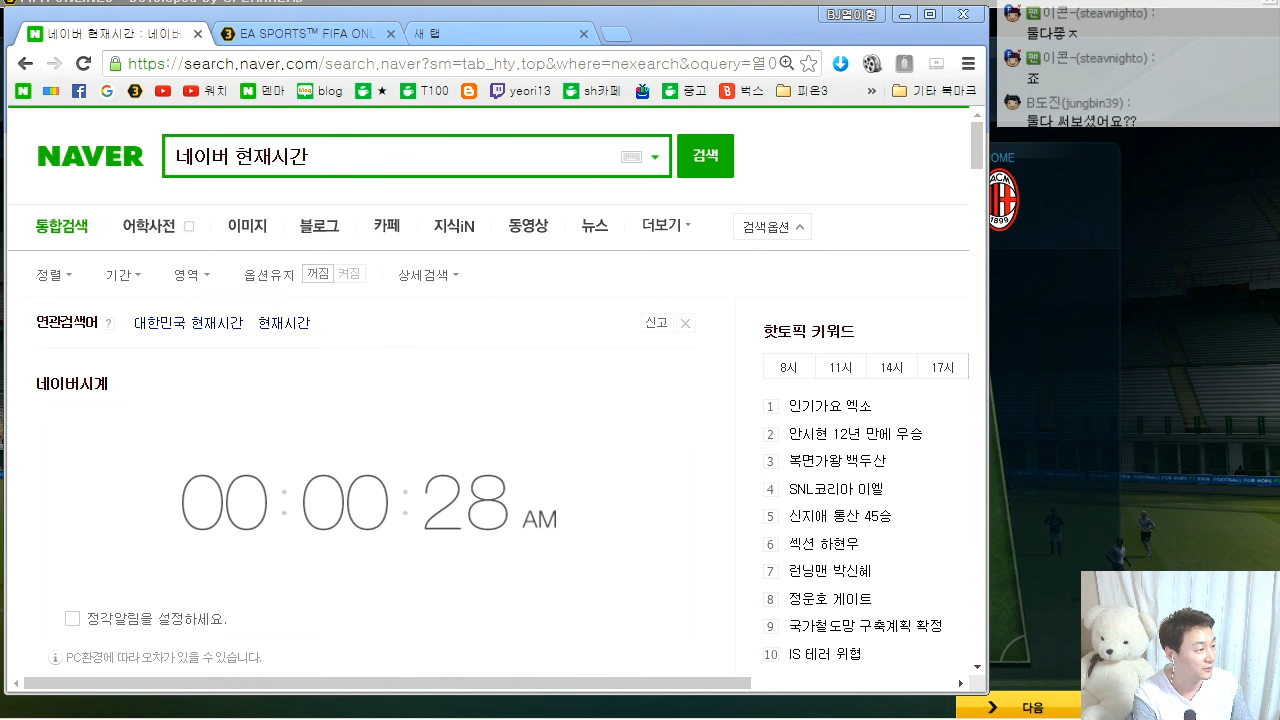 BJ열이형
네이버 현재시간 : 네이버
EA SPORTS™ FIFA ONL
새 탭
https://search.naver.com/search.naver?sm=tab_hty.top&where=nexearch&oquery=열0
워치
덴마
blog
★
T100
yeori13
sh카페
중고
벅스
피온3
»
기타 북마크
NAVER
네이버 현재시간
검색
통합검색
어학사전
이미지
블로그
카페
지식iN
동영상
뉴스
더보기
검색옵션
정렬
기간
영역
옵션유지
꺼짐
켜짐
상세검색
연관검색어 ?
대한민국 현재시간
현재시간
신고
네이버시계
00:00:28 AM
정각알림을 설정하세요.
PC환경에 따라 오차가 있을 수 있습니다.
핫토픽 키워드
8시
11시
14시
17시
1 인기가요 엑소
2 안시현 12년 만에 우승
3 복면가왕 백두산
4 SNL코리아 이엘
5 신지애 통산 45승
6 섹션 하현우
7 런닝맨 박신혜
8 정운호 게이트
9 국가철도망 구축계획 확정
10 IS 테러 위협
팬 이콘-(steavnighto) :
둘다좋ㅈ
팬 이콘-(steavnighto) :
죠
B도진(jungbin39) :
둘다 써보셨어요??
OME
ACM
1899
FIFA FOOTBALL FOR HOPE
다음